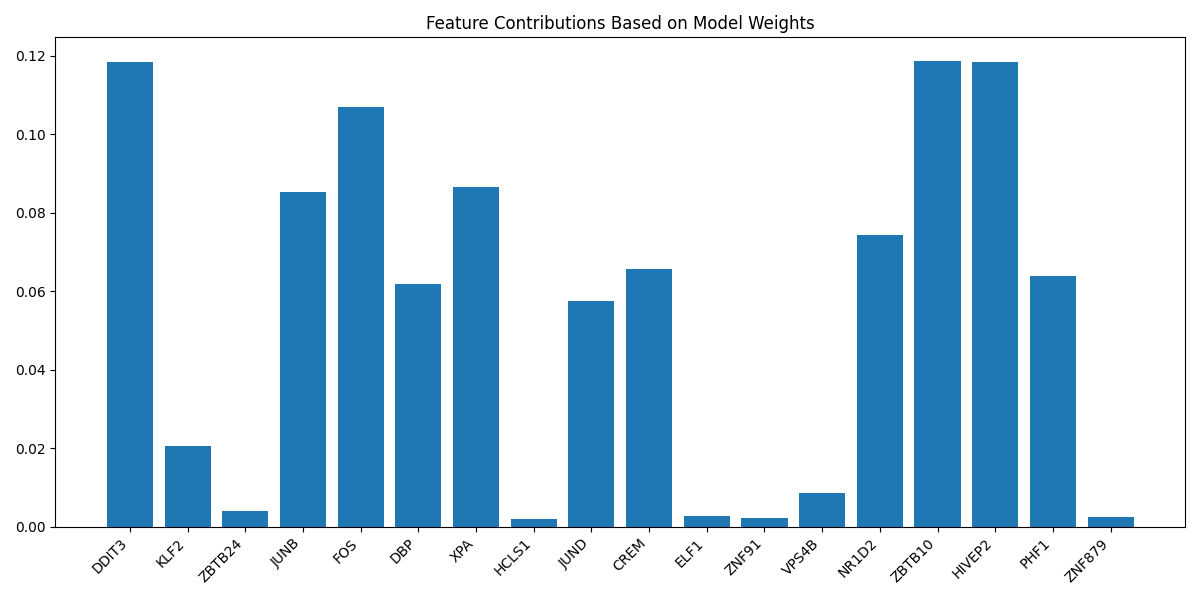 Feature Contributions Based on Model Weights
0.12
0.10
0.08
0.06
0.04
0.02
0.00
DDIT3
KLF2
ZBTB24
JUNB
FOS
DBP
XPA
HCLS1
JUND
CREM
ELF1
ZNF91
VPS4B
NR1D2
ZBTB10
HIVEP2
PHF1
ZNF879